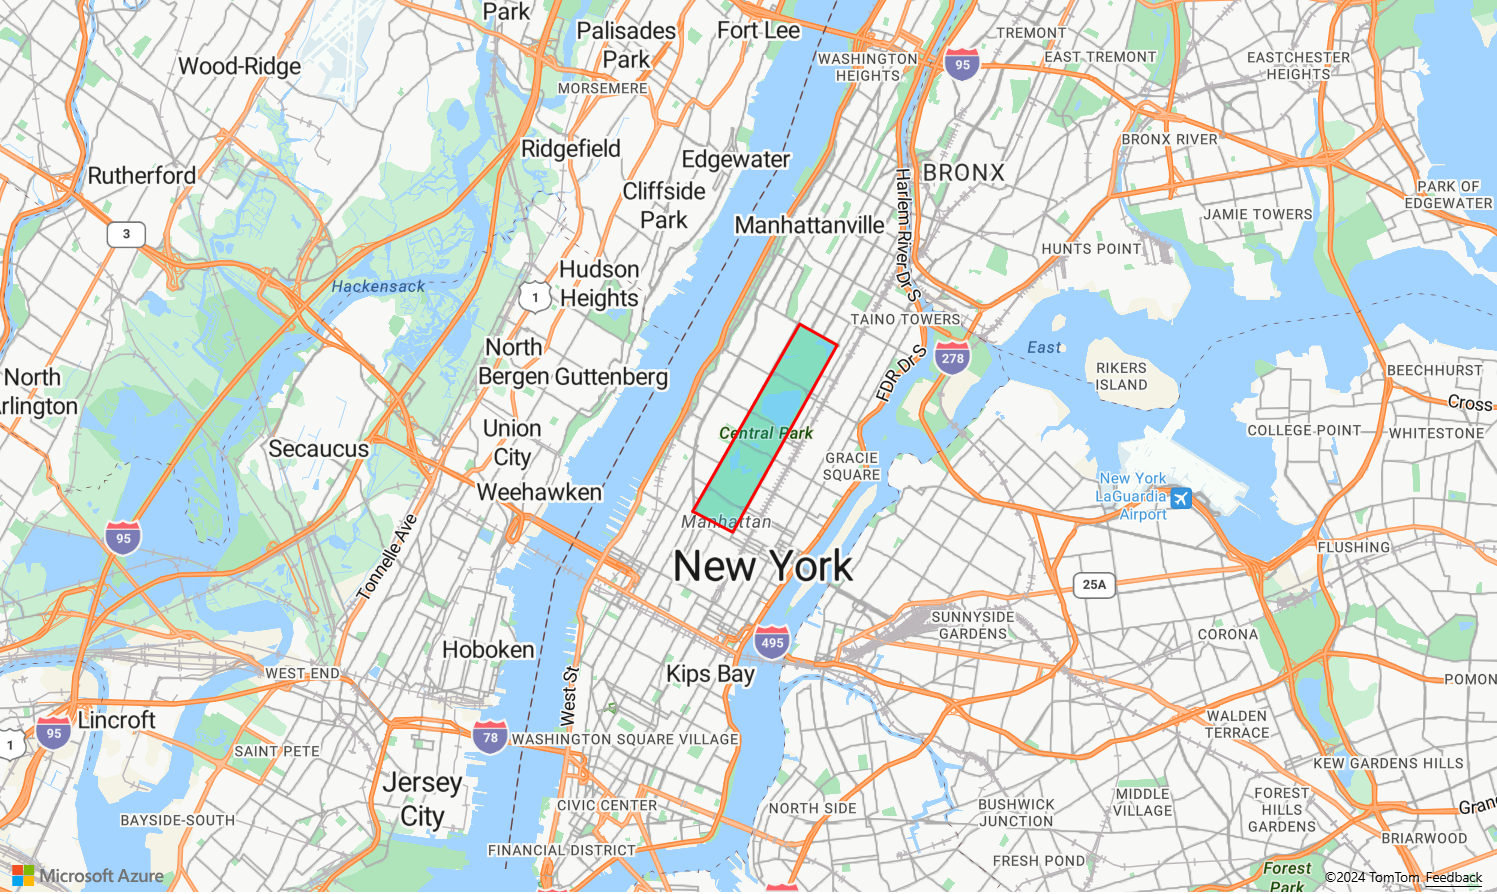 Park
Palisades
Park
Fort Lee
TREMONT
WASHINGTON
HEIGHTS
95
EAST TREMONT
EASTCHESTER
HEIGHTS
Wood-Ridge
MORSEMERE
Ridgefield
Edgewater
BRONX RIVER
Rutherford
Cliffside
Park
BRONX
PARK OF
EDGEWATER
JAMIE TOWERS
Harlem River Dr S
3
Manhattanville
HUNTS POINT
Hackensack
1
Hudson
Heights
TAINO TOWERS
North
Bergen
Guttenberg
278
FDR Dr S
East
RIKERS
ISLAND
BEECHHURST
North
rlington
Cross
Union
City
Central Park
COLLEGE POINT
WHITESTONE
Secaucus
GRACIE
SQUARE
Weehawken
New York
LaGuardia
Airport
Manhattan
95
Tonnelle Ave
New York
FLUSHING
25A
SUNNYSIDE
GARDENS
CORONA
495
Hoboken
WEST END
Kips Bay
POMON
West St
Lincroft
95
1
78
WASHINGTON SQUARE VILLAGE
WALDEN
TERRACE
SAINT PETE
KEW GARDENS HILLS
Jersey
City
CIVIC CENTER
NORTH SIDE
BUSHWICK
JUNCTION
MIDDLE
VILLAGE
FOREST
HILLS
GARDENS
Gran
BAYSIDE-SOUTH
BRIARWOOD
FINANCIAL DISTRICT
FRESH POND
Forest
Park
Microsoft Azure
©2024 TomTom Feedback